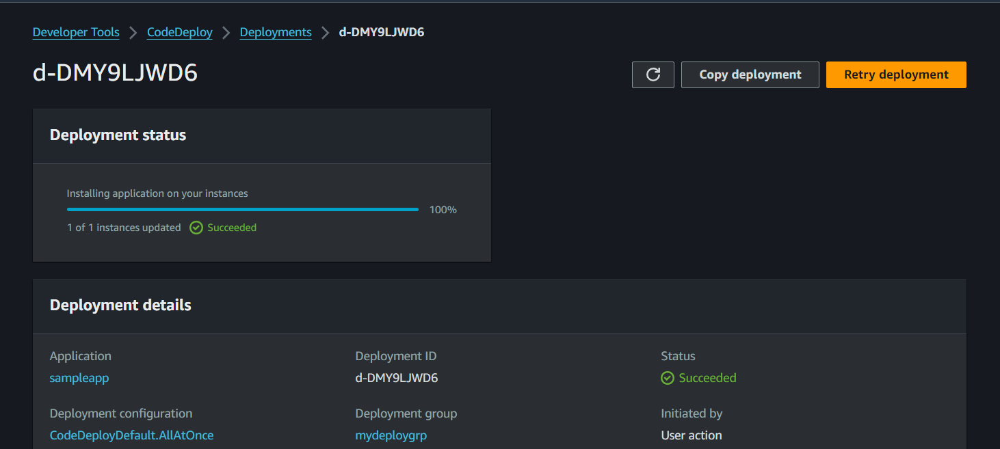 Developer Tools > CodeDeploy > Deployments > d-DMY9LJWD6
d-DMY9LJWD6
Copy deployment
Retry deployment
Deployment status
Installing application on your instances
100%
1 of 1 instances updated Succeeded
Deployment details
Application Deployment ID Status
sampleapp d-DMY9LJWD6 Succeeded
Deployment configuration Deployment group Initiated by
CodeDeployDefault.AllAtOnce mydeploygrp User action